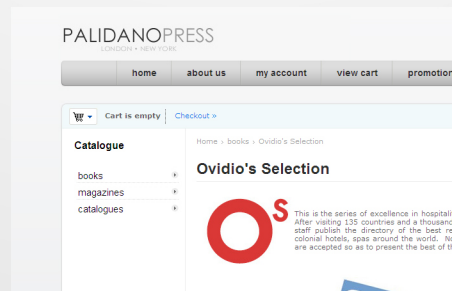 PALIDANOPRESS
LONDON • NEW YORK
home about us my account view cart promotion
Cart is empty Checkout »
Catalogue
books
magazines
catalogues
Home › books › Ovidio's Selection
Ovidio's Selection
Os
This is the series of excellence in hospitali
After visiting 135 countries and a thousand
staff publish the directory of the best re
colonial hotels, spas around the world. No
are accepted so as to present the best of th